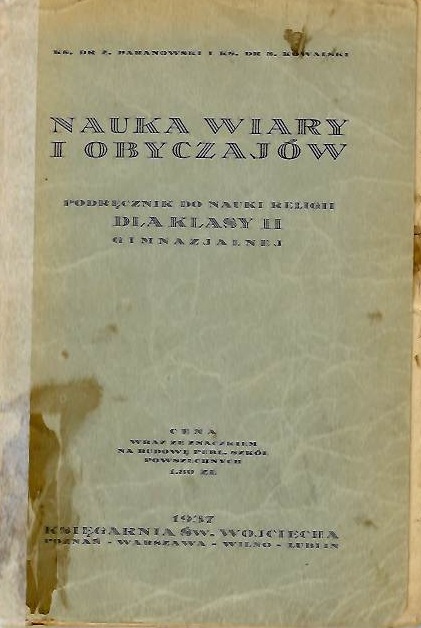 KS. DR Z. BARANOWSKI I KS. DR N. KOWALSKI
NAUKA WIARY
I OBYCZAJÓW
PODRĘCZNIK DO NAUKI RELIGII
DLA KLASY II
GIMNAZJALNEJ
CENA
WRAZ ZE ZNACZKIEM
NA BUDOWĘ PUBL. SZKÓŁ
POWSZECHNYCH
1.80 ZŁ
1937
KSIĘGARNIA ŚW. WOJCIECHA
POZNAŃ - WARSZAWA - WILNO - LUBLIN